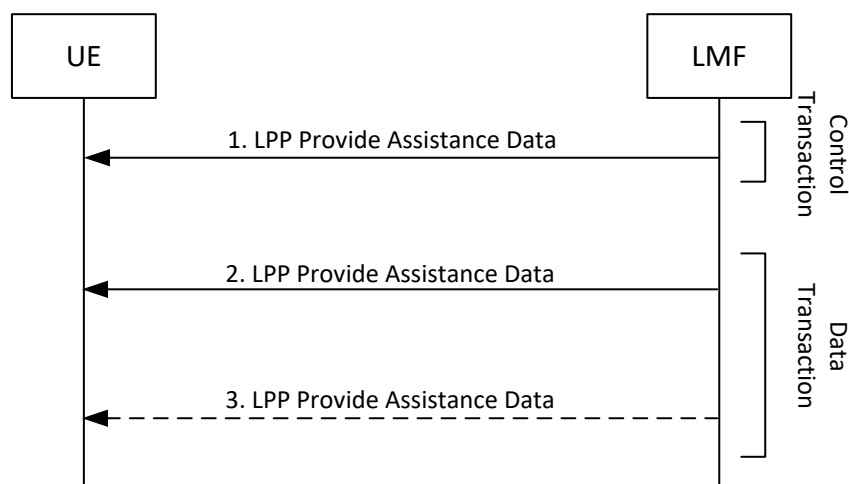 UE
LMF
1. LPP Provide Assistance Data
Control
Transaction
2. LPP Provide Assistance Data
Data
Transaction
3. LPP Provide Assistance Data